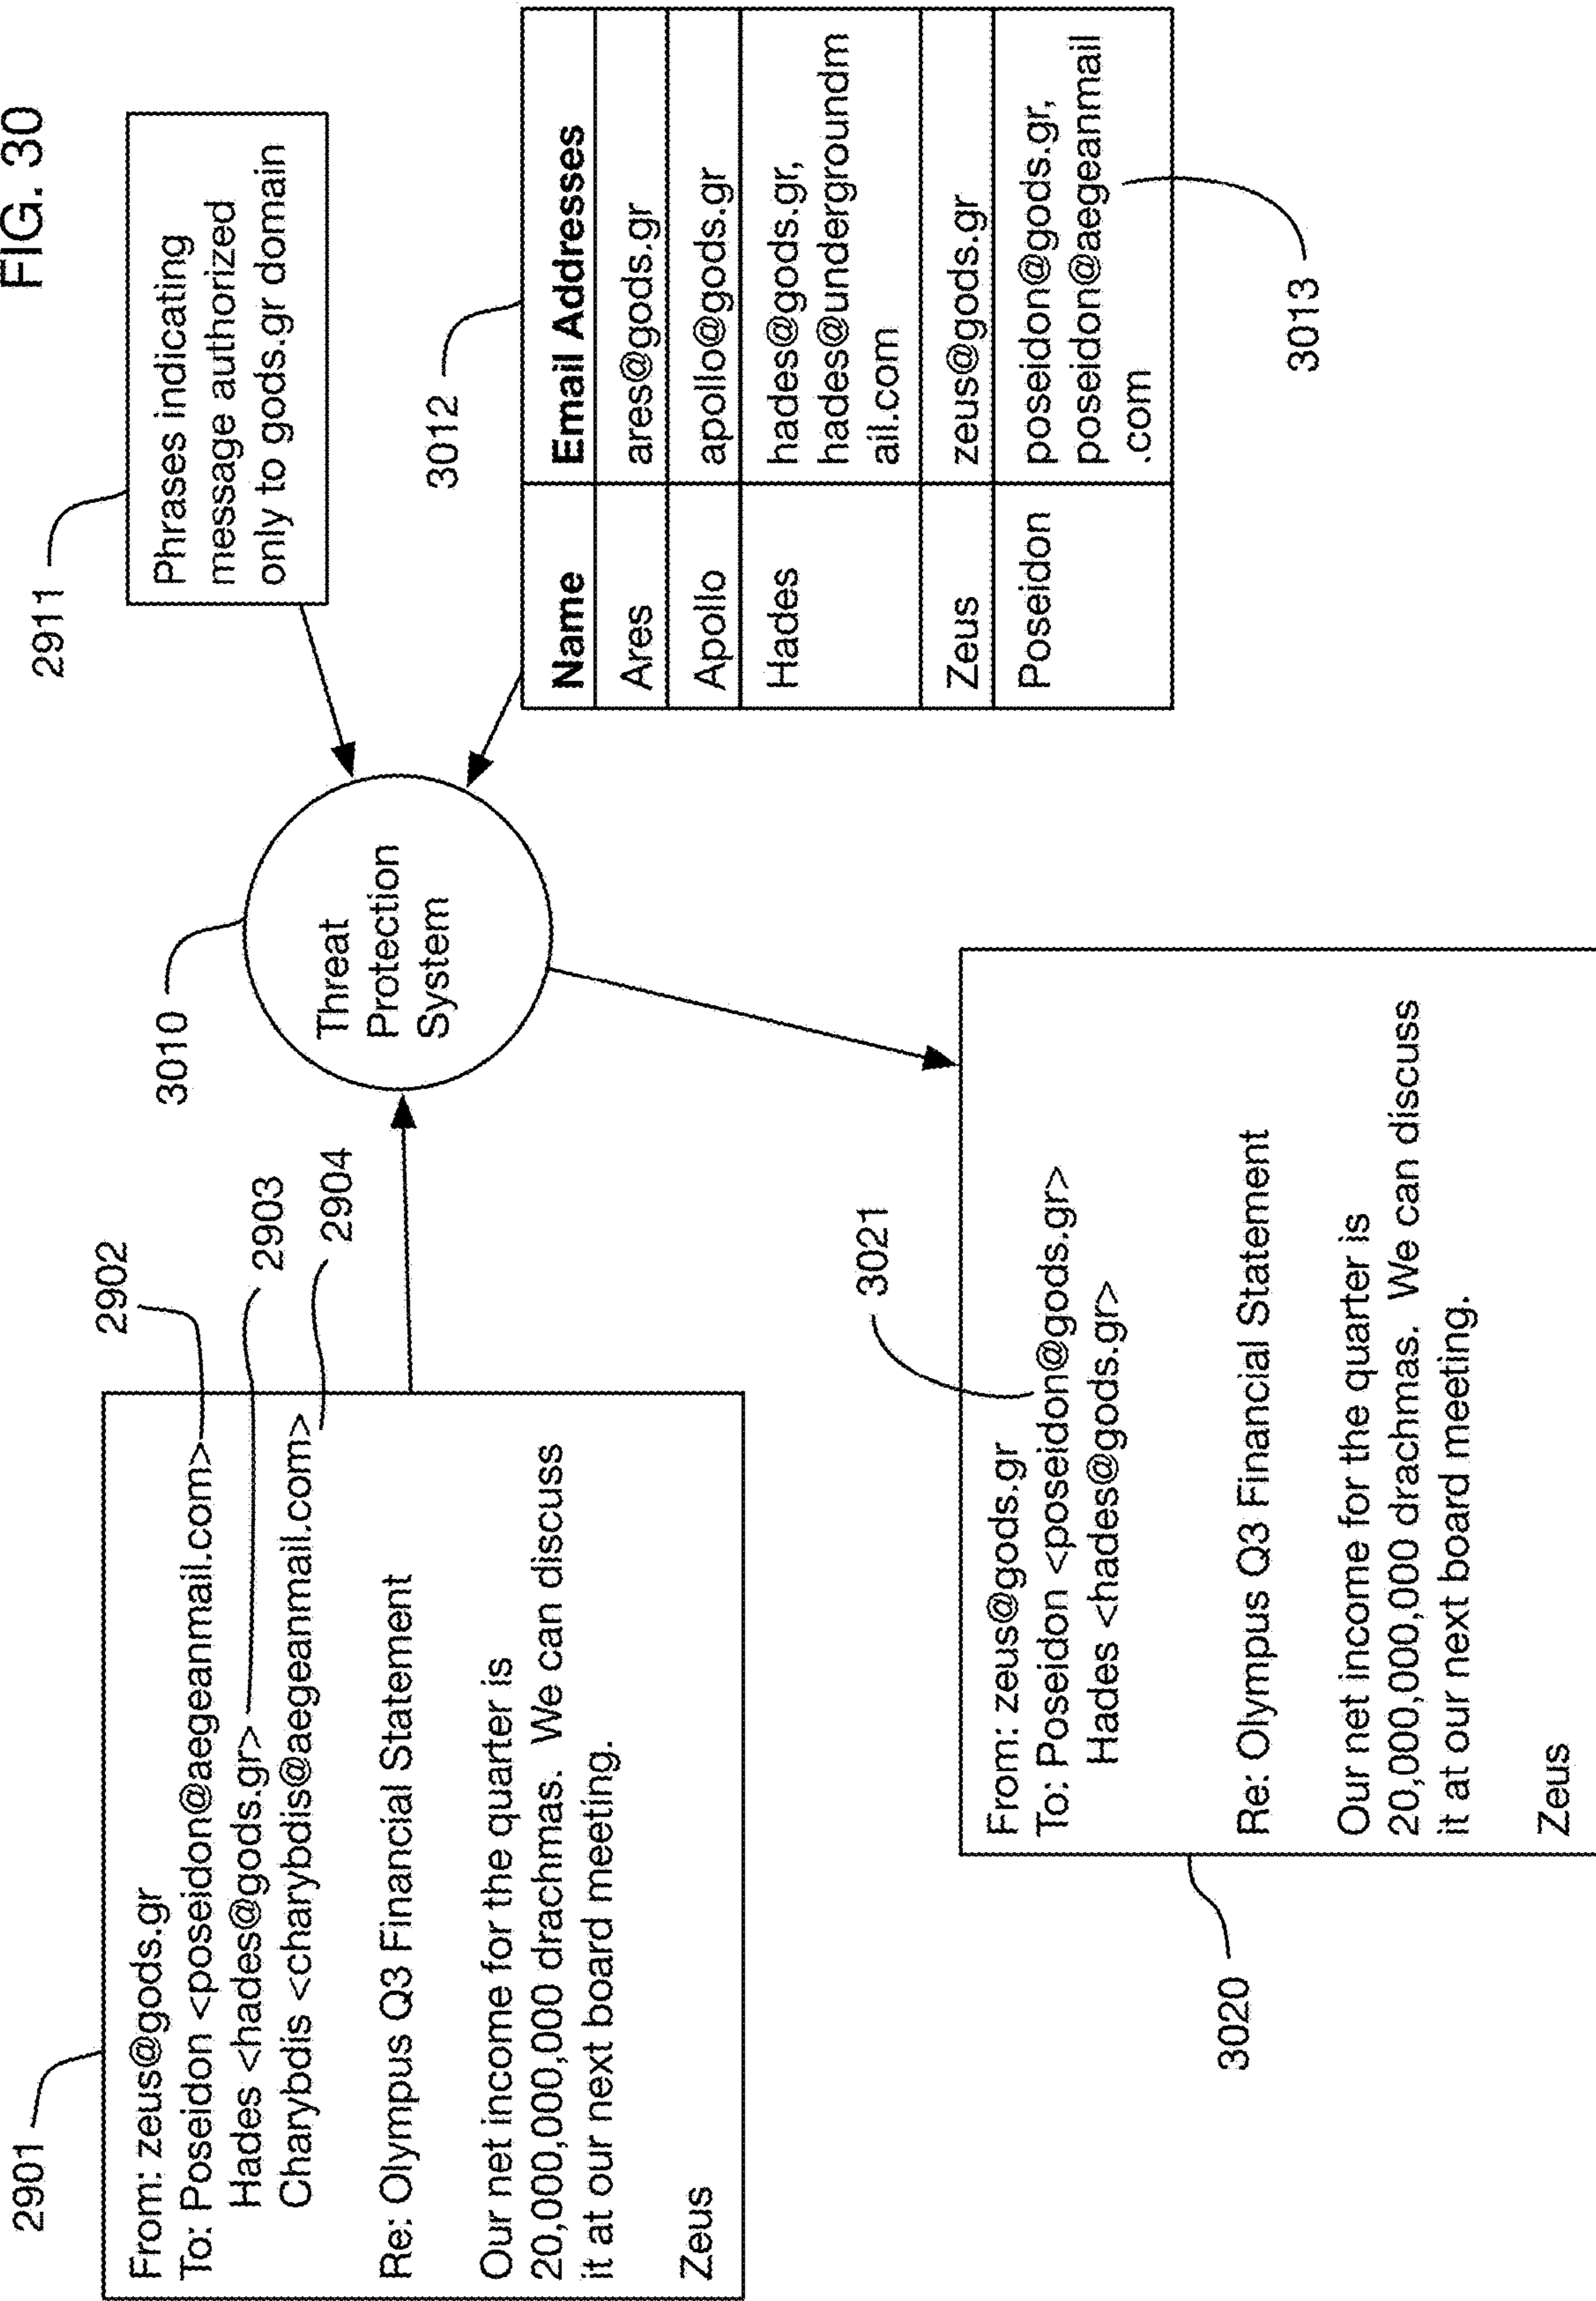 FIG. 30
2901
From: zeus@gods.gr
To: Poseidon <poseidon@aegeanmail.com>
Hades <hades@gods.gr>
Charybdis <charybdis@aegeanmail.com>
Re: Olympus Q3 Financial Statement
Our net income for the quarter is
20,000,000,000 drachmas. We can discuss
it at our next board meeting.
Zeus
2902
2903
2904
3010
Threat
Protection
System
2911
Phrases indicating
message authorized
only to gods.gr domain
3012
Name Email Addresses
Ares ares@gods.gr
Apollo apollo@gods.gr
Hades hades@gods.gr,
hades@undergroundm
ail.com
Zeus zeus@gods.gr
Poseidon poseidon@gods.gr,
poseidon@aegeanmail
.com
3013
3021
From: zeus@gods.gr
To: Poseidon <poseidon@gods.gr>
Hades <hades@gods.gr>
Re: Olympus Q3 Financial Statement
Our net income for the quarter is
20,000,000,000 drachmas. We can discuss
it at our next board meeting.
Zeus
3020